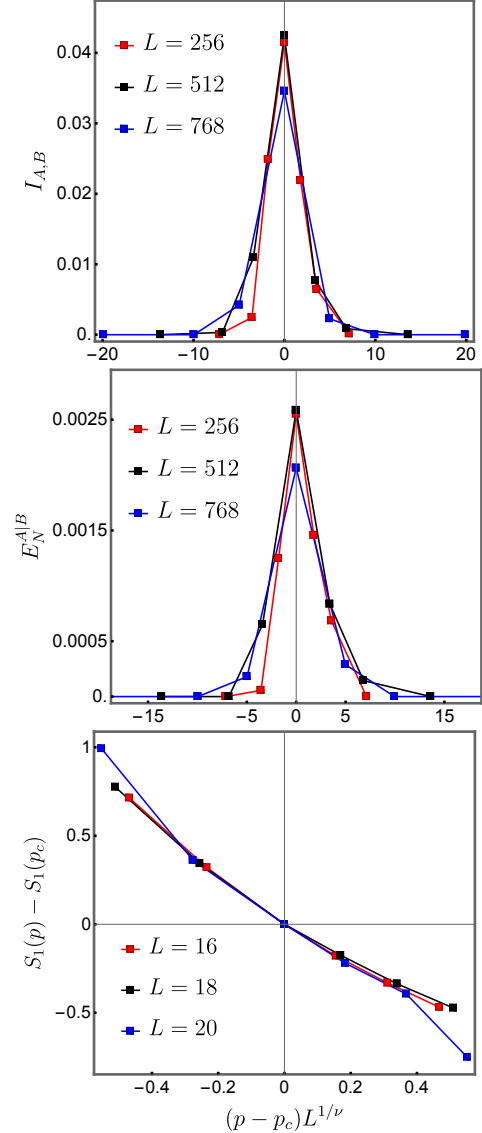 I_{A,B}
0.04
0.03
0.02
0.01
0.
L = 256
L = 512
L = 768
−20 −10 0 10 20
E_N^{A|B}
0.0025
0.0015
0.0005
0.
L = 256
L = 512
L = 768
−15 −5 0 5 15
S_1(p) − S_1(p_c)
1
0.5
0
−0.5
L = 16
L = 18
L = 20
−0.4 −0.2 0 0.2 0.4
(p − p_c)L^{1/ν}